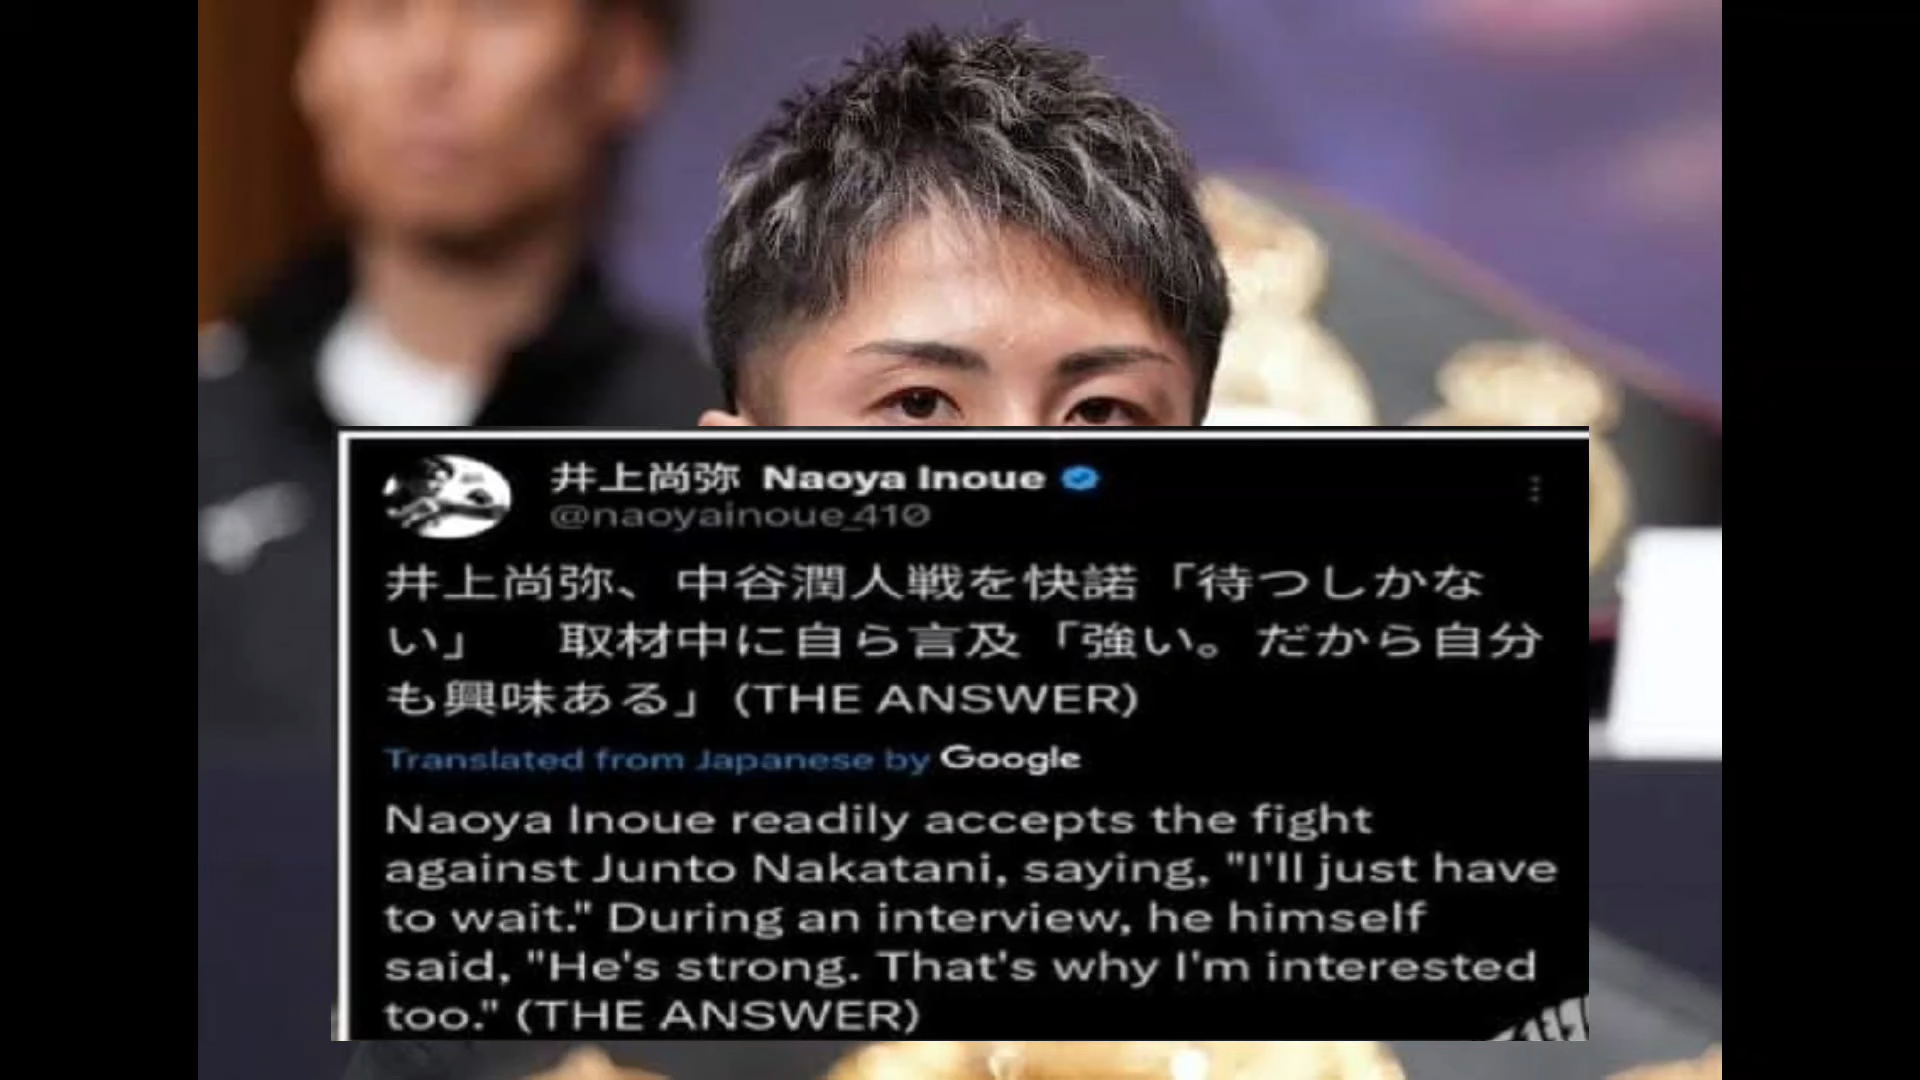 井上尚弥 Naoya Inoue
@naoyainoue_410
井上尚弥、中谷潤人戦を快諾「待つしかな
い」　取材中に自ら言及「強い。だから自分
も興味ある」(THE ANSWER)
Translated from Japanese by Google
Naoya Inoue readily accepts the fight
against Junto Nakatani, saying, "I'll just have
to wait." During an interview, he himself
said, "He's strong. That's why I'm interested
too." (THE ANSWER)